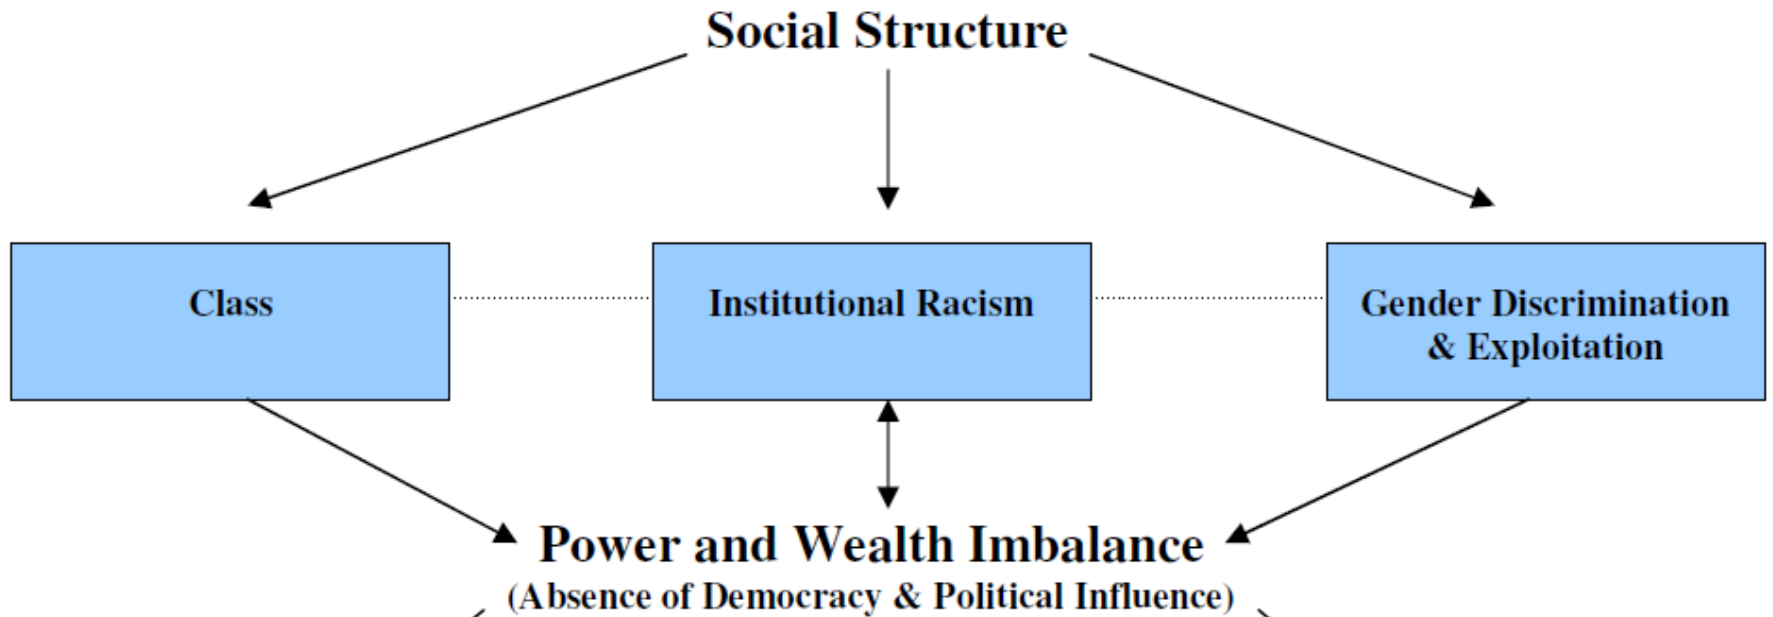 Social Structure
Class
Institutional Racism
Gender Discrimination
& Exploitation
Power and Wealth Imbalance
(Absence of Democracy & Political Influence)